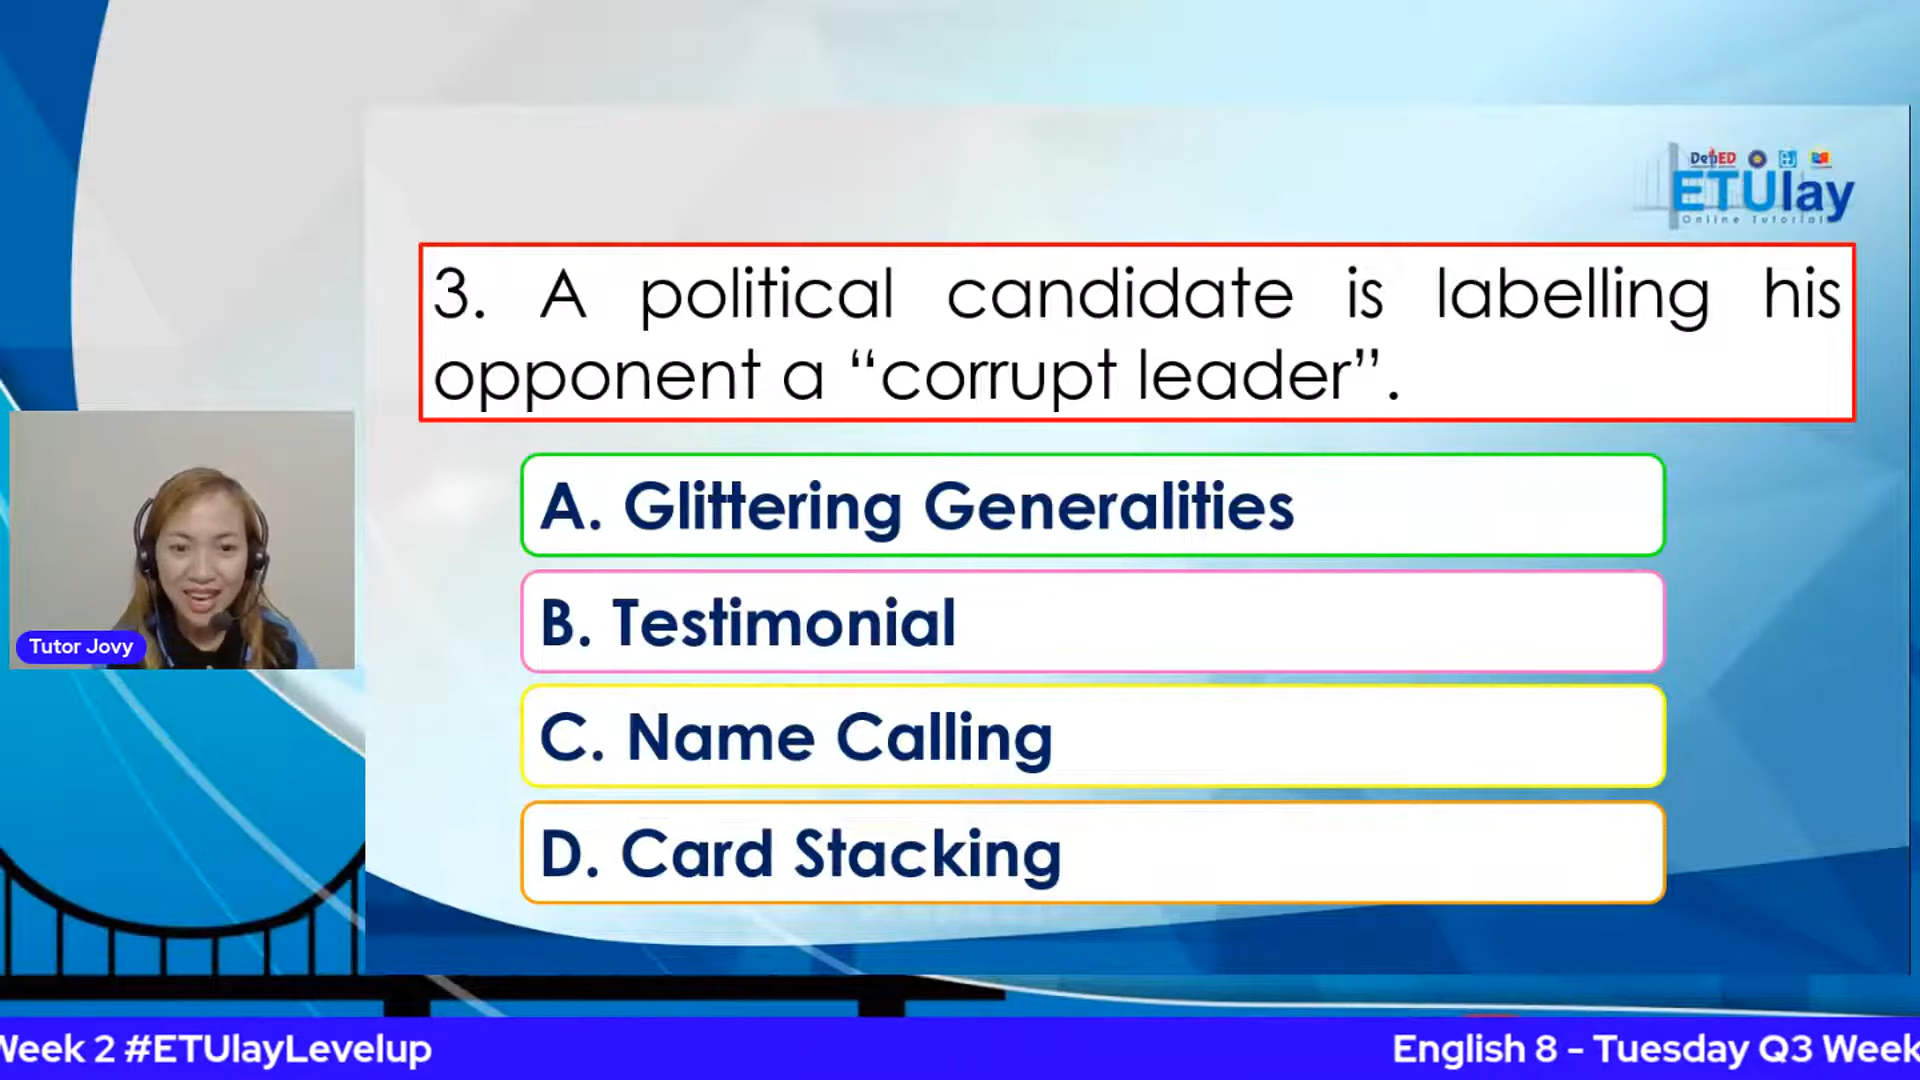 DepED
ETUlay
Online Tutorial
3. A political candidate is labelling his
opponent a “corrupt leader”.
A. Glittering Generalities
B. Testimonial
C. Name Calling
D. Card Stacking
Tutor Jovy
Week 2 #ETUlayLevelup
English 8 - Tuesday Q3 Week